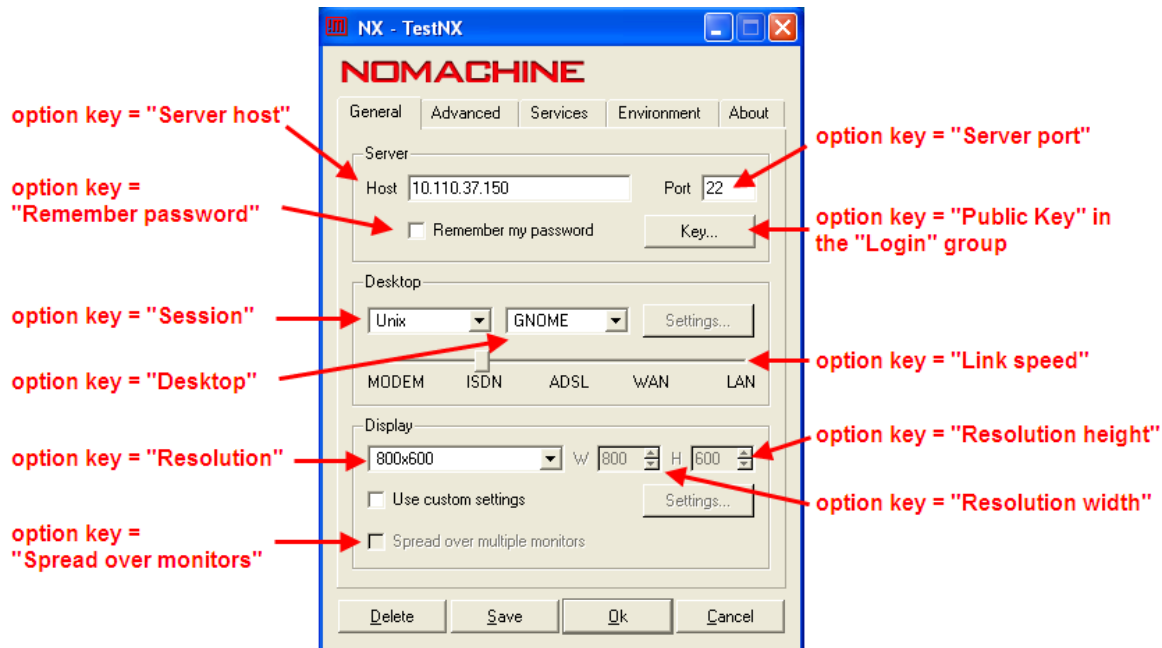 NX - TestNX
NOMACHINE
General Advanced Services Environment About
option key = "Server host"
option key = "Server port"
Server
Host 10.110.37.150 Port 22
option key =
"Remember password"
Remember my password Key...
option key = "Public Key" in
the "Login" group
Desktop
option key = "Session"
Unix GNOME Settings...
option key = "Link speed"
option key = "Desktop"
MODEM ISDN ADSL WAN LAN
Display
option key = "Resolution height"
option key = "Resolution"
800x600 W 800 H 600
Use custom settings Settings...
option key = "Resolution width"
option key =
"Spread over monitors"
Spread over multiple monitors
Delete Save Ok Cancel